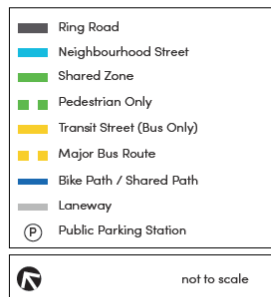 Ring Road
Neighbourhood Street
Shared Zone
Pedestrian Only
Transit Street (Bus Only)
Major Bus Route
Bike Path / Shared Path
Laneway
P Public Parking Station
not to scale